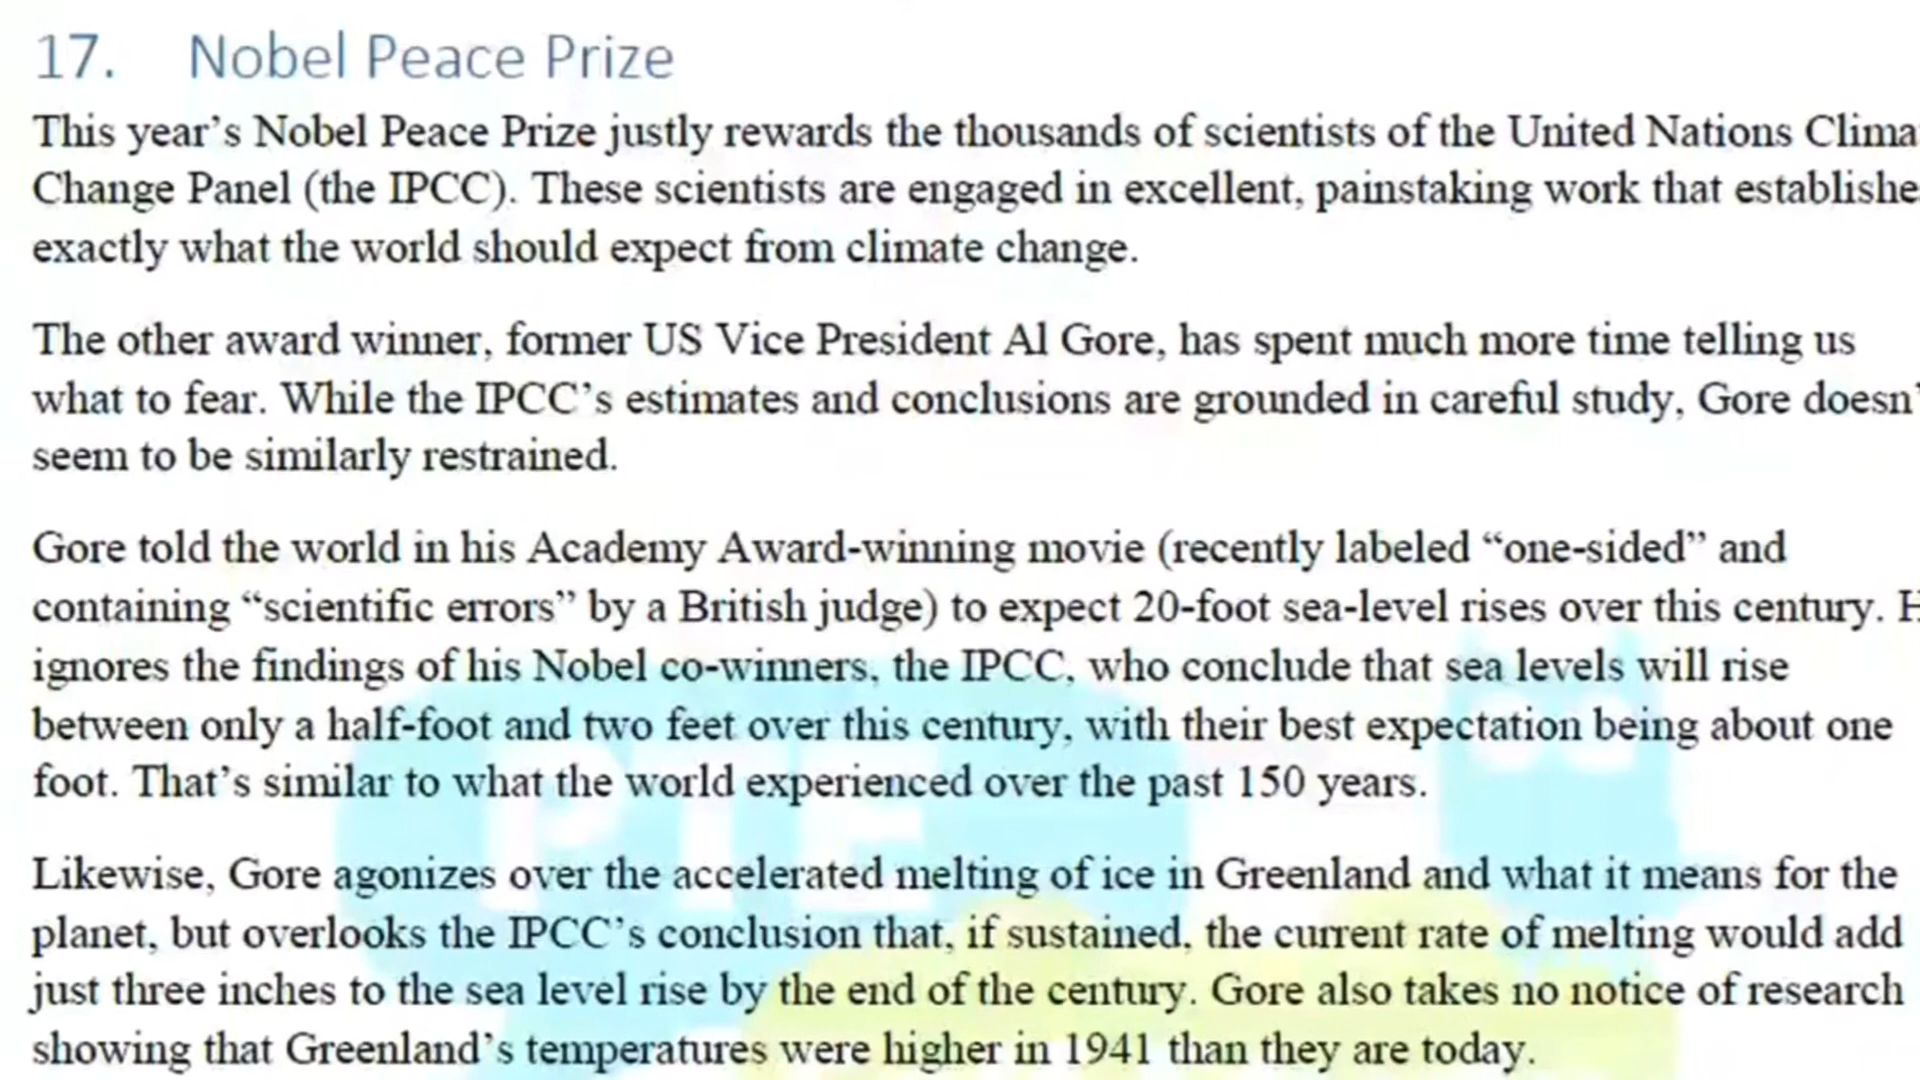 17. Nobel Peace Prize
This year’s Nobel Peace Prize justly rewards the thousands of scientists of the United Nations Clima
Change Panel (the IPCC). These scientists are engaged in excellent, painstaking work that establishe
exactly what the world should expect from climate change.
The other award winner, former US Vice President Al Gore, has spent much more time telling us
what to fear. While the IPCC’s estimates and conclusions are grounded in careful study, Gore doesn’
seem to be similarly restrained.
Gore told the world in his Academy Award-winning movie (recently labeled “one-sided” and
containing “scientific errors” by a British judge) to expect 20-foot sea-level rises over this century. H
ignores the findings of his Nobel co-winners, the IPCC, who conclude that sea levels will rise
between only a half-foot and two feet over this century, with their best expectation being about one
foot. That’s similar to what the world experienced over the past 150 years.
Likewise, Gore agonizes over the accelerated melting of ice in Greenland and what it means for the
planet, but overlooks the IPCC’s conclusion that, if sustained, the current rate of melting would add
just three inches to the sea level rise by the end of the century. Gore also takes no notice of research
showing that Greenland’s temperatures were higher in 1941 than they are today.
PTE